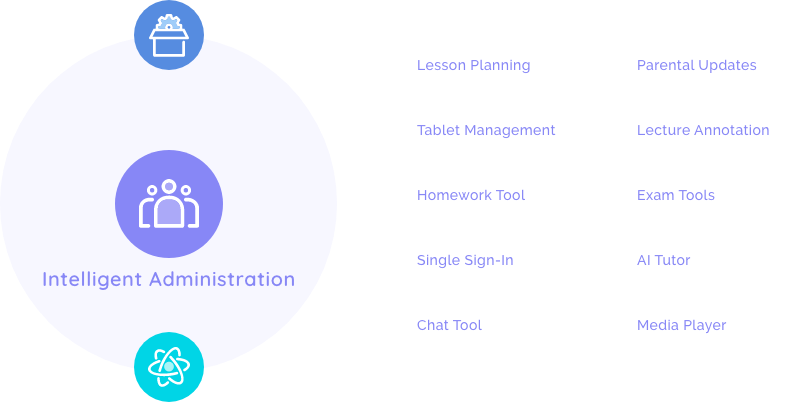 Intelligent Administration
Lesson Planning
Parental Updates
Tablet Management
Lecture Annotation
Homework Tool
Exam Tools
Single Sign-In
AI Tutor
Chat Tool
Media Player